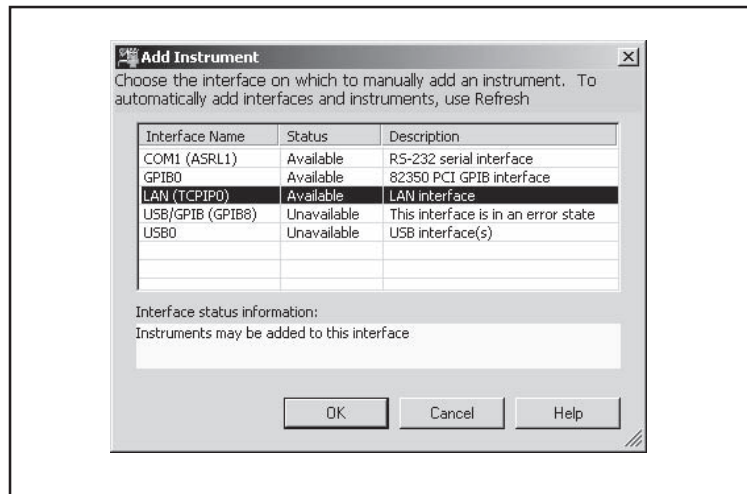 Add Instrument
Choose the interface on which to manually add an instrument. To
automatically add interfaces and instruments, use Refresh
Interface Name Status Description
COM1 (ASRL1) Available RS-232 serial interface
GPIB0 Available 82350 PCI GPIB interface
LAN (TCPIP0) Available LAN interface
USB/GPIB (GPIB8) Unavailable This interface is in an error state
USB0 Unavailable USB interface(s)
Interface status information:
Instruments may be added to this interface
OK Cancel Help